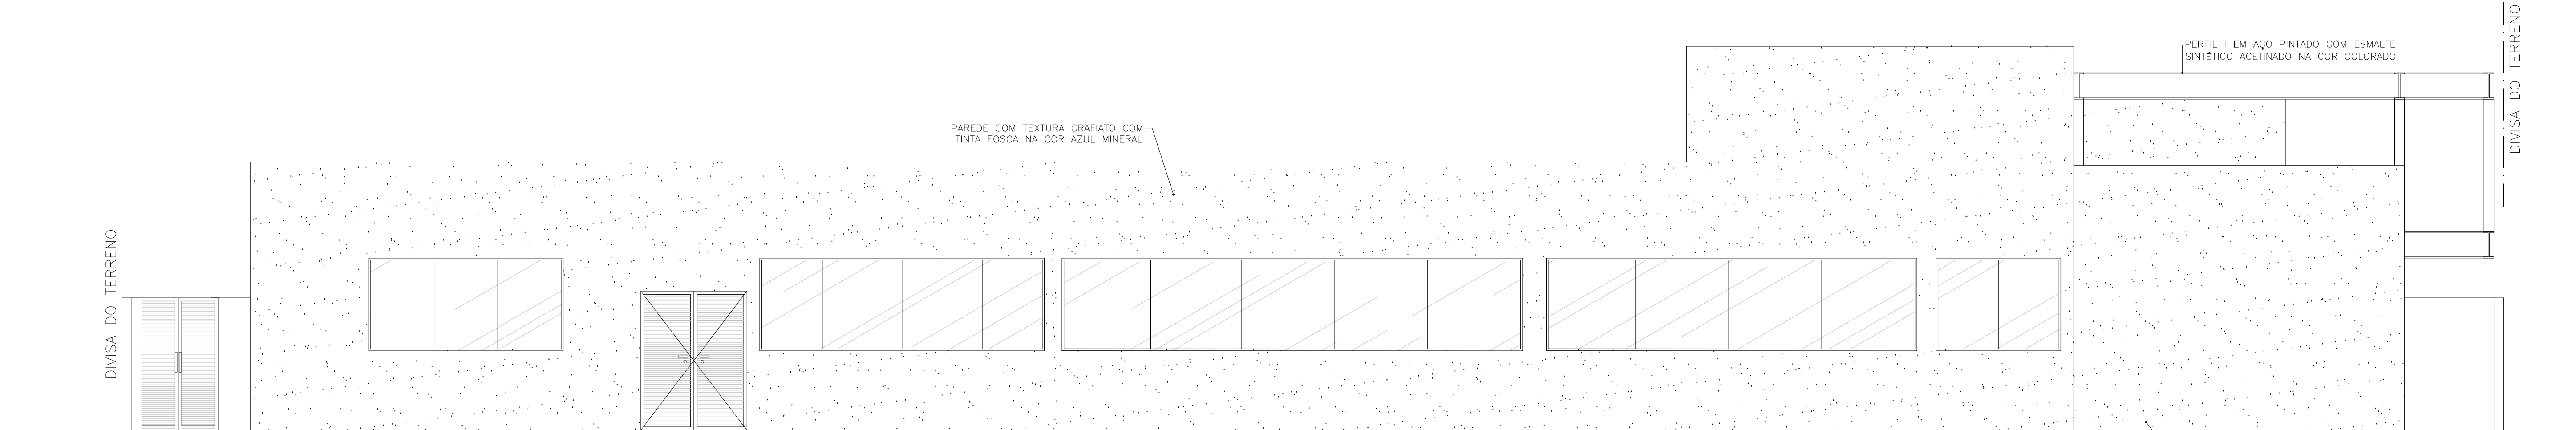 DIVISA DO TERRENO
PAREDE COM TEXTURA GRAFIATO COM
TINTA FOSCA NA COR AZUL MINERAL
PERFIL I EM AÇO PINTADO COM ESMALTE
SINTÉTICO ACETINADO NA COR COLORADO
DIVISA DO TERRENO